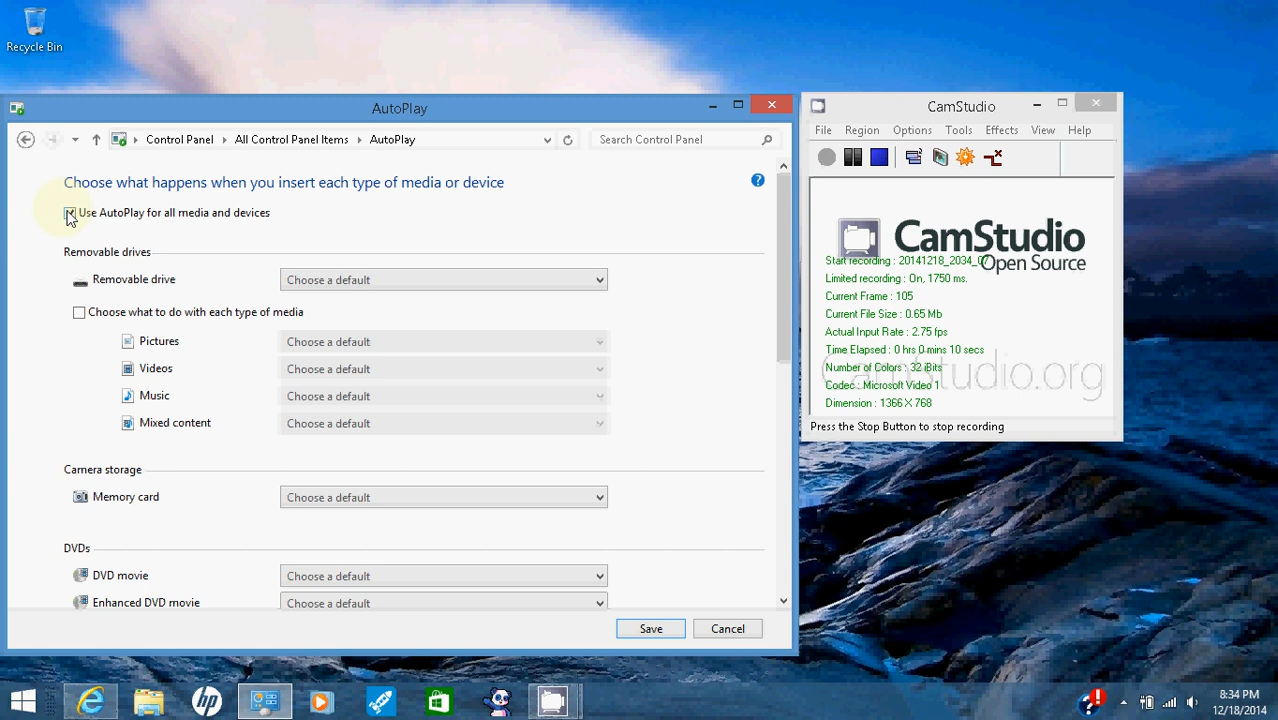 Recycle Bin
AutoPlay
Control Panel
All Control Panel Items
AutoPlay
Search Control Panel
Choose what happens when you insert each type of media or device
Use AutoPlay for all media and devices
Removable drives
Removable drive
Choose a default
Choose what to do with each type of media
Pictures
Choose a default
Videos
Choose a default
Music
Choose a default
Mixed content
Choose a default
Camera storage
Memory card
Choose a default
DVDs
DVD movie
Choose a default
Enhanced DVD movie
Choose a default
Save
Cancel
CamStudio
File Region Options Tools Effects View Help
CamStudio
Open Source
Start recording : 20141218_2034_07
Limited recording : On, 1750 ms.
Current Frame : 105
Current File Size : 0.65 Mb
Actual Input Rate : 2.75 fps
Time Elapsed : 0 hrs 0 mins 10 secs
Number of Colors : 32 Bits
Codec : Microsoft Video 1
Dimension : 1366 X 768
CamStudio.org
Press the Stop Button to stop recording
hp
8:34 PM
12/18/2014